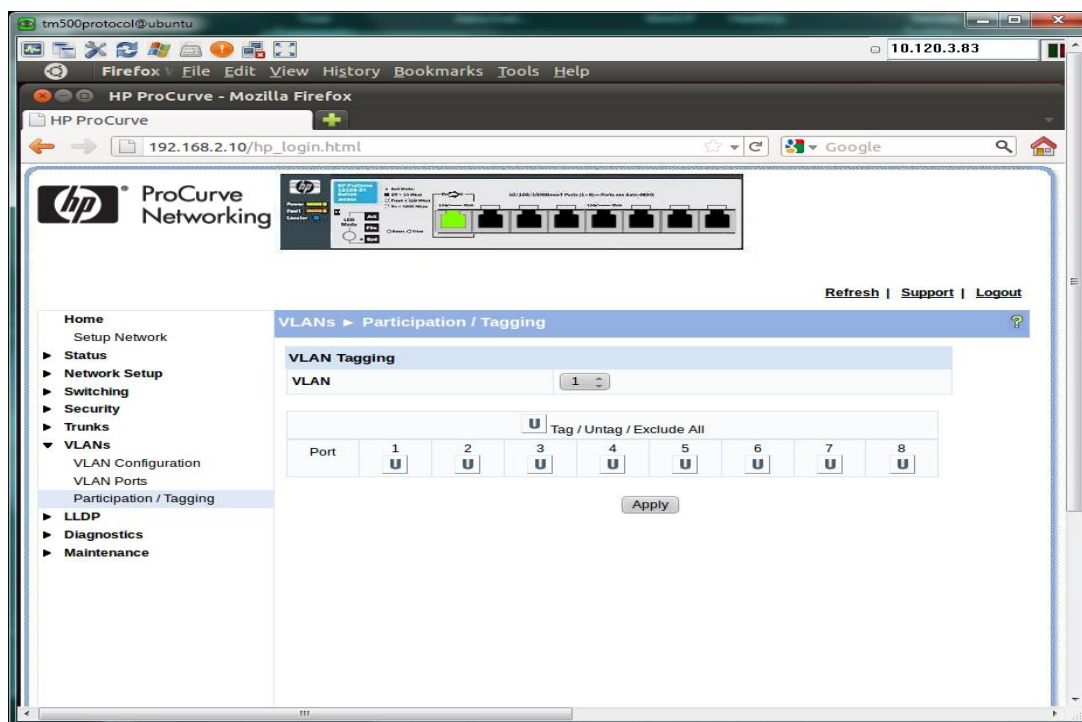 tm500protocol@ubuntu
10.120.3.83
Firefox File Edit View History Bookmarks Tools Help
HP ProCurve - Mozilla Firefox
HP ProCurve
192.168.2.10/hp_login.html
Google
hp
ProCurve
Networking
Refresh | Support | Logout
Home
Setup Network
Status
Network Setup
Switching
Security
Trunks
VLANs
VLAN Configuration
VLAN Ports
Participation / Tagging
LLDP
Diagnostics
Maintenance
VLANs ► Participation / Tagging
?
VLAN Tagging
VLAN 1
U Tag / Untag / Exclude All
Port 1 2 3 4 5 6 7 8
U U U U U U U U
Apply